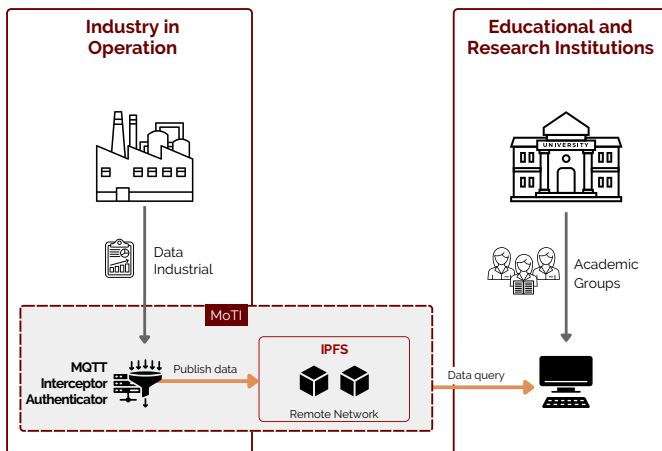 Industry in
Operation
Educational and
Research Institutions
UNIVERSITY
Data
Industrial
Academic
Groups
MoTI
MQTT
Interceptor
Authenticator
Publish data
IPFS
Remote Network
Data query